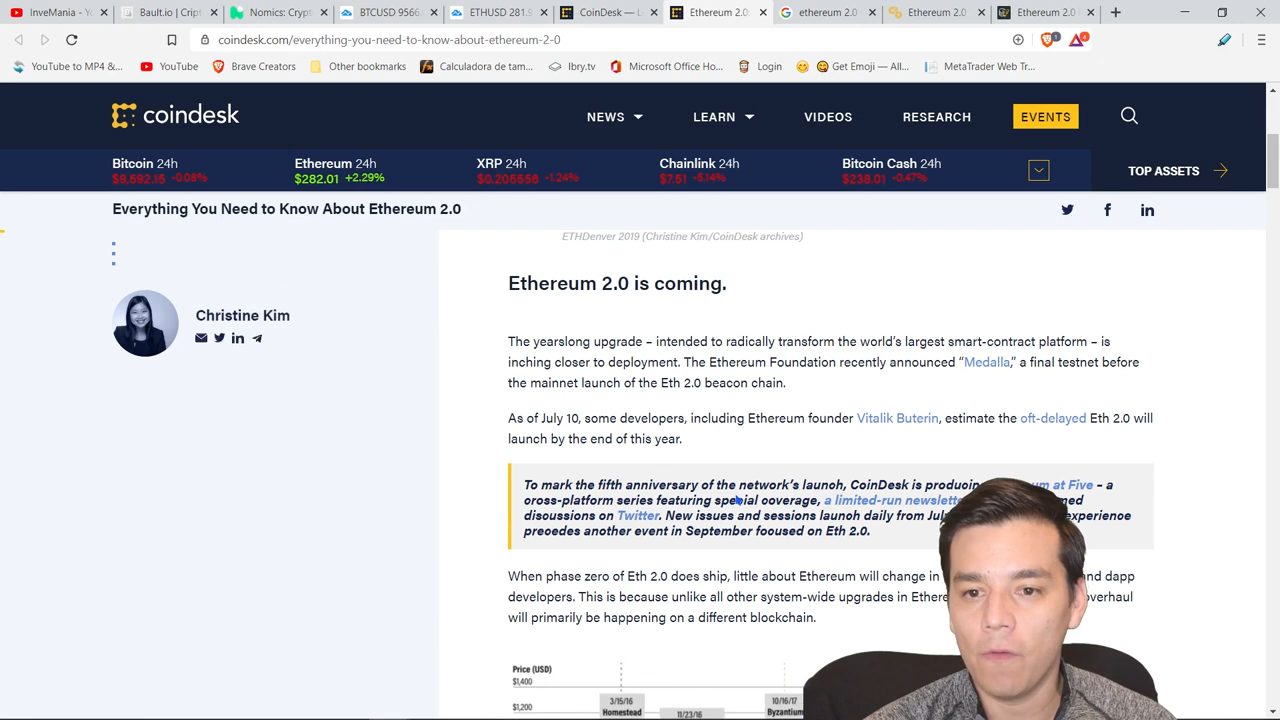 InveMania - You
Bault.io | Cript
Nomics: Crypt
BTCUSD 9566.
ETHUSD 281.9
CoinDesk — L
Ethereum 2.0:
ethereum 2.0
Ethereum 2.0
Ethereum 2.0
coindesk.com/everything-you-need-to-know-about-ethereum-2-0
YouTube to MP4 &...
YouTube
Brave Creators
Other bookmarks
Calculadora de tam...
lbry.tv
Microsoft Office Ho...
Login
Get Emoji — All...
MetaTrader Web Tr...
coindesk
NEWS
LEARN
VIDEOS
RESEARCH
EVENTS
Bitcoin 24h
$9,592.15 -0.08%
Ethereum 24h
$282.01 +2.29%
XRP 24h
$0.205556 -1.24%
Chainlink 24h
$7.51 -5.14%
Bitcoin Cash 24h
$238.01 -0.47%
TOP ASSETS
Everything You Need to Know About Ethereum 2.0
ETHDenver 2019 (Christine Kim/CoinDesk archives)
Christine Kim
Ethereum 2.0 is coming.
The yearslong upgrade – intended to radically transform the world's largest smart-contract platform – is
inching closer to deployment. The Ethereum Foundation recently announced “Medalla,” a final testnet before
the mainnet launch of the Eth 2.0 beacon chain.
As of July 10, some developers, including Ethereum founder Vitalik Buterin, estimate the oft-delayed Eth 2.0 will
launch by the end of this year.
To mark the fifth anniversary of the network's launch, CoinDesk is producing um at Five – a
cross-platform series featuring special coverage, a limited-run newslette med
discussions on Twitter. New issues and sessions launch daily from July experience
precedes another event in September focused on Eth 2.0.
When phase zero of Eth 2.0 does ship, little about Ethereum will change in nd dapp
developers. This is because unlike all other system-wide upgrades in Ether overhaul
will primarily be happening on a different blockchain.
Price (USD)
$1,400
$1,200
3/15/16
Homestead
11/23/16
10/16/17
Byzantium